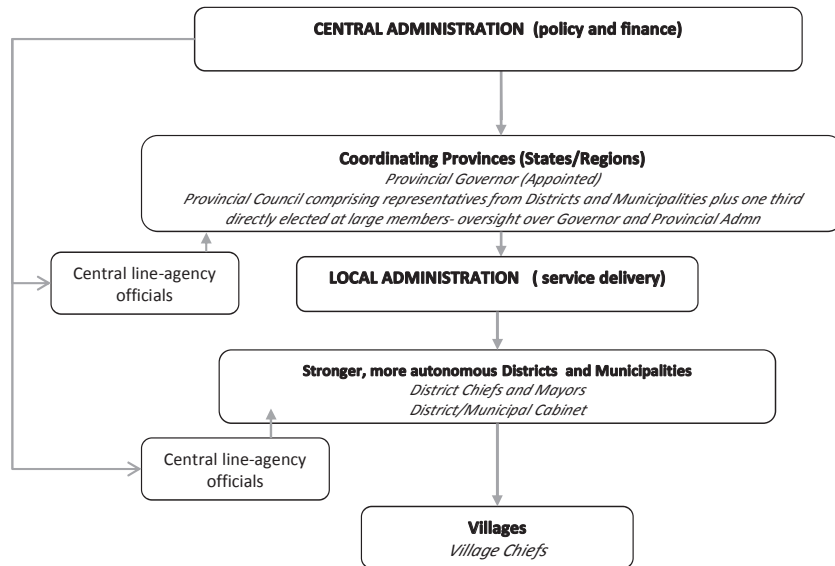 CENTRAL ADMINISTRATION (policy and finance)
Coordinating Provinces (States/Regions)
Provincial Governor (Appointed)
Provincial Council comprising representatives from Districts and Municipalities plus one third
directly elected at large members- oversight over Governor and Provincial Admn
Central line-agency
officials
LOCAL ADMINISTRATION ( service delivery)
Stronger, more autonomous Districts and Municipalities
District Chiefs and Mayors
District/Municipal Cabinet
Central line-agency
officials
Villages
Village Chiefs